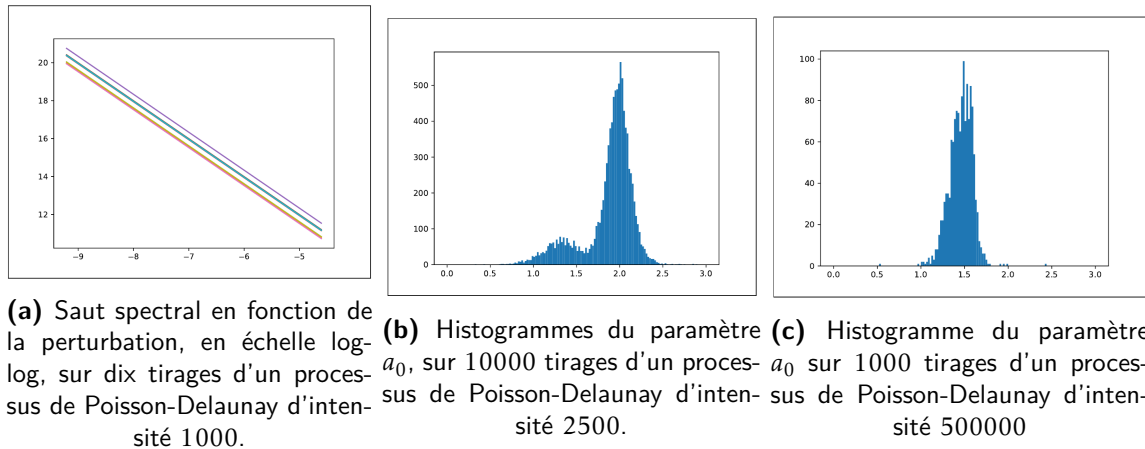 20
18
16
14
12
−9 −8 −7 −6 −5
(a) Saut spectral en fonction de
la perturbation, en échelle log-
log, sur dix tirages d'un proces-
sus de Poisson-Delaunay d'inten-
sité 1000.
500
400
300
200
100
0
0.0 0.5 1.0 1.5 2.0 2.5 3.0
(b) Histogrammes du paramètre
a0, sur 10000 tirages d'un proces-
sus de Poisson-Delaunay d'inten-
sité 2500.
100
80
60
40
20
0
0.0 0.5 1.0 1.5 2.0 2.5 3.0
(c) Histogramme du paramètre
a0 sur 1000 tirages d'un proces-
sus de Poisson-Delaunay d'inten-
sité 500000